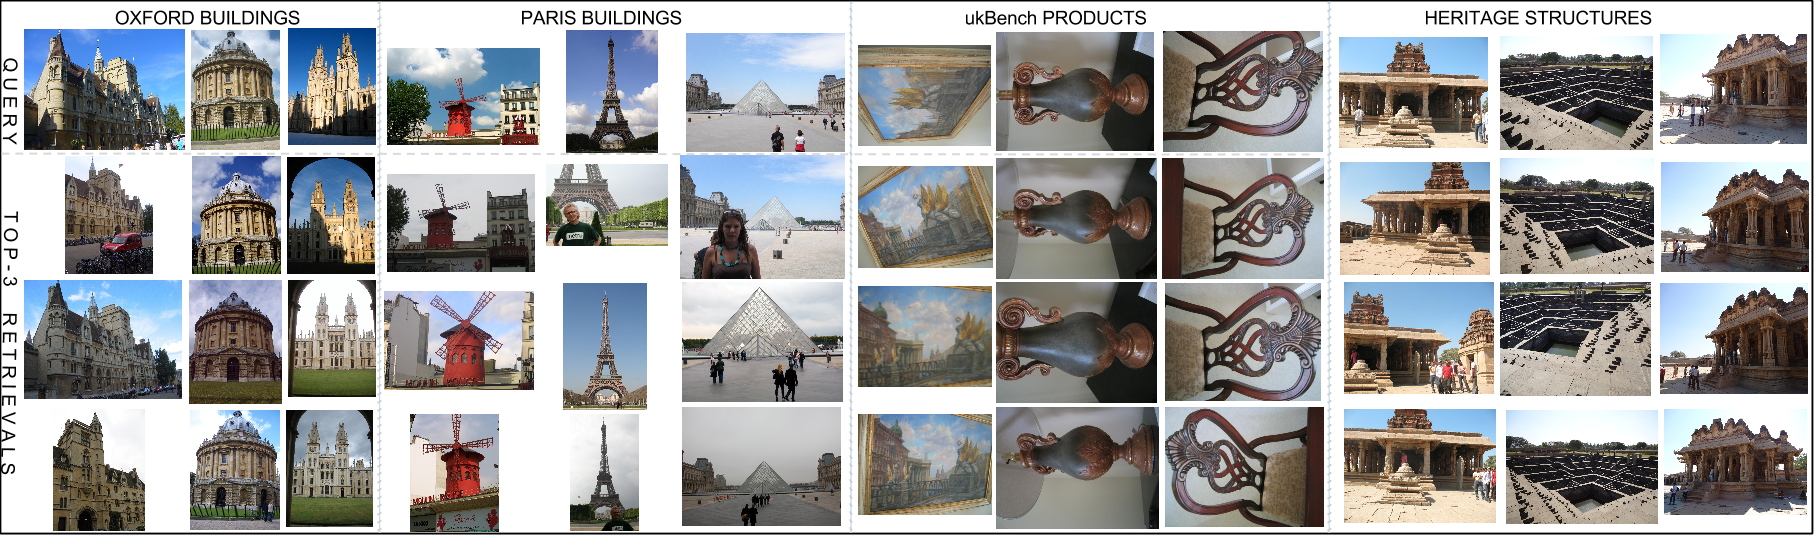 OXFORD BUILDINGS
PARIS BUILDINGS
ukBench PRODUCTS
HERITAGE STRUCTURES
QUERY
TOP-3 RETRIEVALS